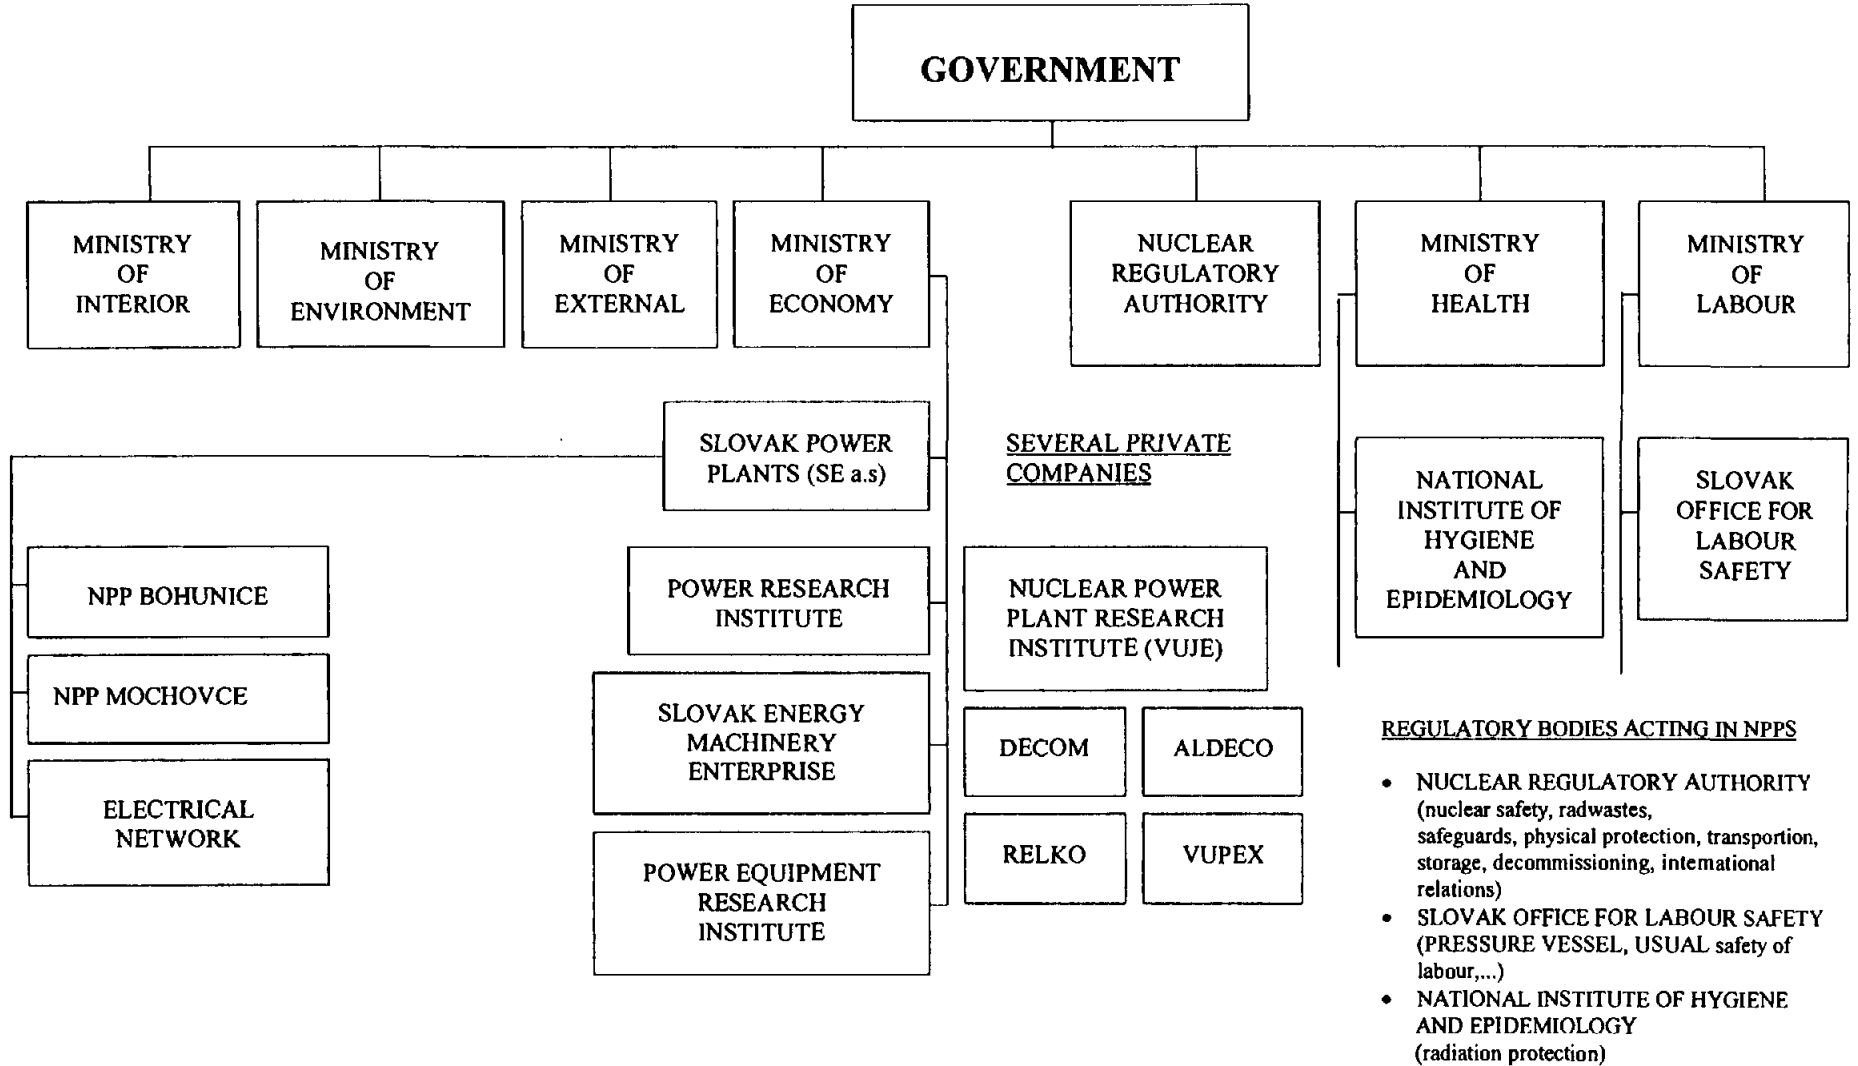 GOVERNMENT
MINISTRY
OF
INTERIOR
MINISTRY
OF
ENVIRONMENT
MINISTRY
OF
EXTERNAL
MINISTRY
OF
ECONOMY
NUCLEAR
REGULATORY
AUTHORITY
MINISTRY
OF
HEALTH
MINISTRY
OF
LABOUR
SLOVAK POWER
PLANTS (SE a.s)
SEVERAL PRIVATE
COMPANIES
NATIONAL
INSTITUTE OF
HYGIENE
AND
EPIDEMIOLOGY
SLOVAK
OFFICE FOR
LABOUR
SAFETY
NPP BOHUNICE
NPP MOCHOVCE
ELECTRICAL
NETWORK
POWER RESEARCH
INSTITUTE
SLOVAK ENERGY
MACHINERY
ENTERPRISE
POWER EQUIPMENT
RESEARCH
INSTITUTE
NUCLEAR POWER
PLANT RESEARCH
INSTITUTE (VUJE)
DECOM
ALDECO
RELKO
VUPEX
REGULATORY BODIES ACTING IN NPPS
• NUCLEAR REGULATORY AUTHORITY
(nuclear safety, radwastes,
safeguards, physical protection, transportion,
storage, decommissioning, international
relations)
• SLOVAK OFFICE FOR LABOUR SAFETY
(PRESSURE VESSEL, USUAL safety of
labour,...)
• NATIONAL INSTITUTE OF HYGIENE
AND EPIDEMIOLOGY
(radiation protection)